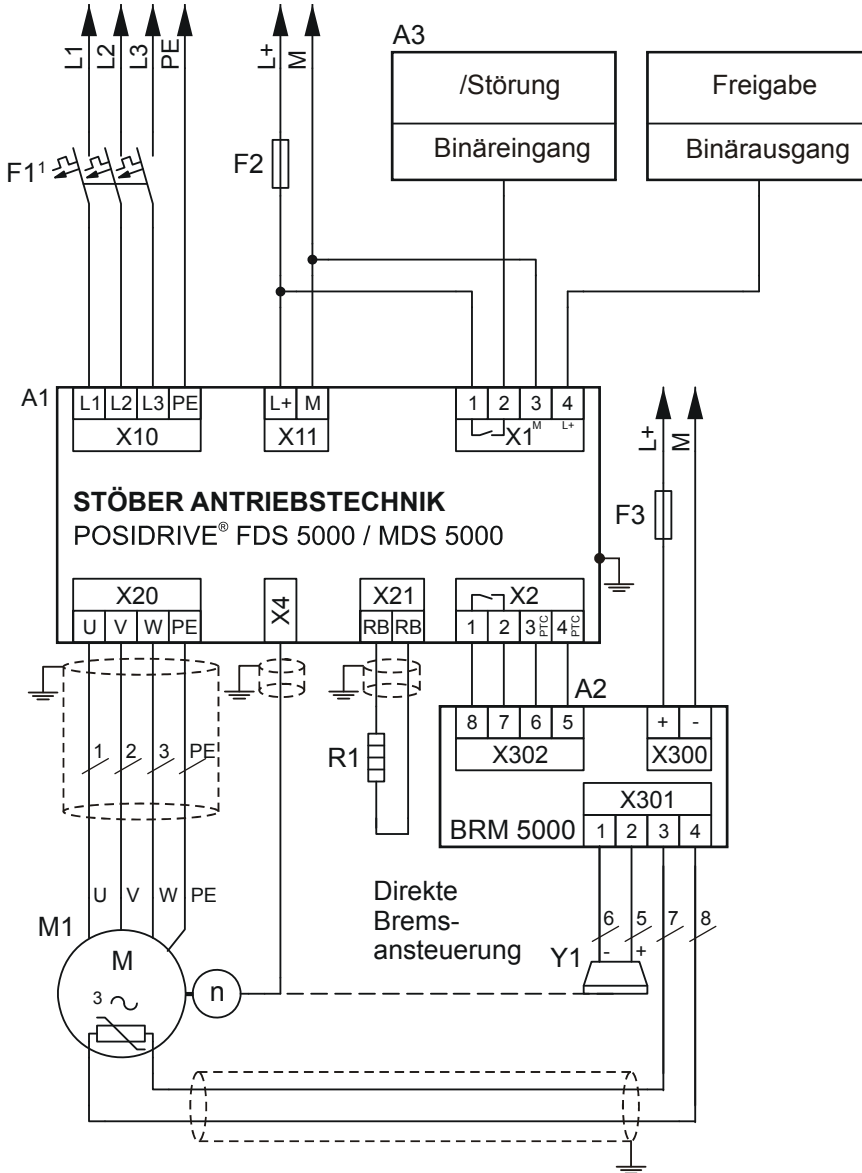 L1 L2 L3 PE L+ M
A3
/Störung
Binäreingang
Freigabe
Binärausgang
F1¹
F2
A1
L1 L2 L3 PE
X10
L+ M
X11
1 2 3 4
X1 M L+
STÖBER ANTRIEBSTECHNIK
POSIDRIVE® FDS 5000 / MDS 5000
L+ M
F3
X20
U V W PE
X4
X21
RB RB
X2
1 2 3 PTC 4 PTC
A2
8 7 6 5
X302
+ -
X300
X301
BRM 5000
1 2 3 4
1 2 3 PE
R1
U V W PE
M1
M
3
n
Direkte
Brems-
ansteuerung
6 5 7 8
Y1 - +